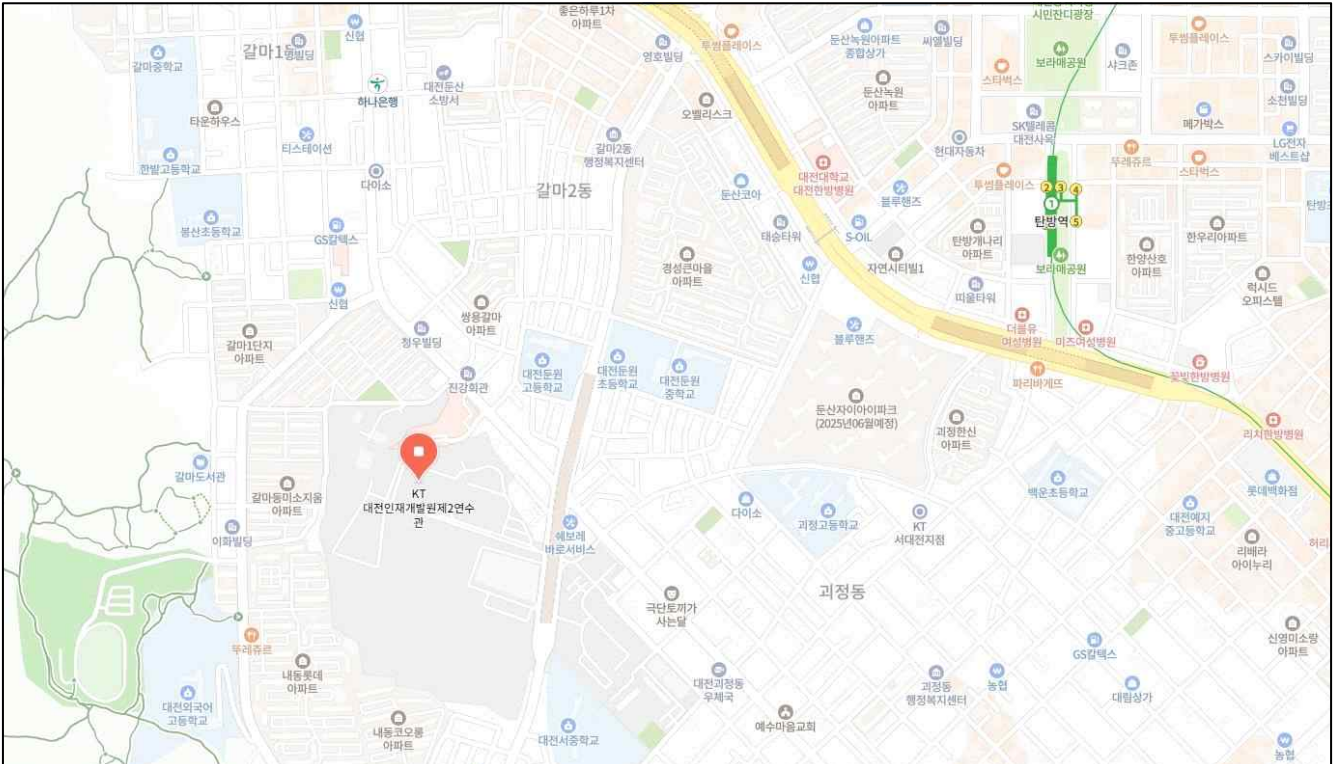 시민잔디광장
좋은하루1차
아파트
신협
갈마1동
갈마중학교
영호빌딩
투썸플레이스
둔산녹원아파트
종합상가
씨엘빌딩
보라매공원
샤크존
투썸플레이스
스카이빌딩
스타벅스
하나은행
대전둔산
소방서
둔산녹원
아파트
소천빌딩
타운하우스
오벨리스크
SK텔레콤
대전사옥
메가박스
티스테이션
갈마2동
행정복지센터
현대자동차
LG전자
베스트샵
한밭고등학교
뚜레쥬르
대전대학교
대전한방병원
스타벅스
다이소
갈마2동
둔산코아
블루핸즈
투썸플레이스
2
3
4
1
탄방역
5
봉산초등학교
GS칼텍스
태승타워
S-OIL
탄방개나리
아파트
한우리아파트
경성큰마을
아파트
신협
자연시티빌1
보라매공원
한양산호
아파트
럭시드
오피스텔
신협
쌍용갈마
아파트
띠울타워
갈마1단지
아파트
청우빌딩
블루핸즈
더블유
여성병원
미즈여성병원
대전둔원
고등학교
대전둔원
초등학교
대전둔원
중학교
진강회관
파리바게뜨
꽃빛한방병원
둔산자이아이파크
(2025년06월예정)
괴정한신
아파트
리치한방병원
갈마도서관
갈마동미소지움
아파트
KT
대전인재개발원제2연수
관
백운초등학교
롯데백화점
이화빌딩
쉐보레
바로서비스
다이소
괴정고등학교
KT
서대전지점
대전예지
중고등학교
리베라
아이누리
괴정동
극단토끼가
사는달
뚜레쥬르
신영미소랑
아파트
내동롯데
아파트
GS칼텍스
대전외국어
고등학교
대전괴정동
우체국
괴정동
행정복지센터
농협
대림상가
내동코오롱
아파트
대전서중학교
예수마음교회
농협